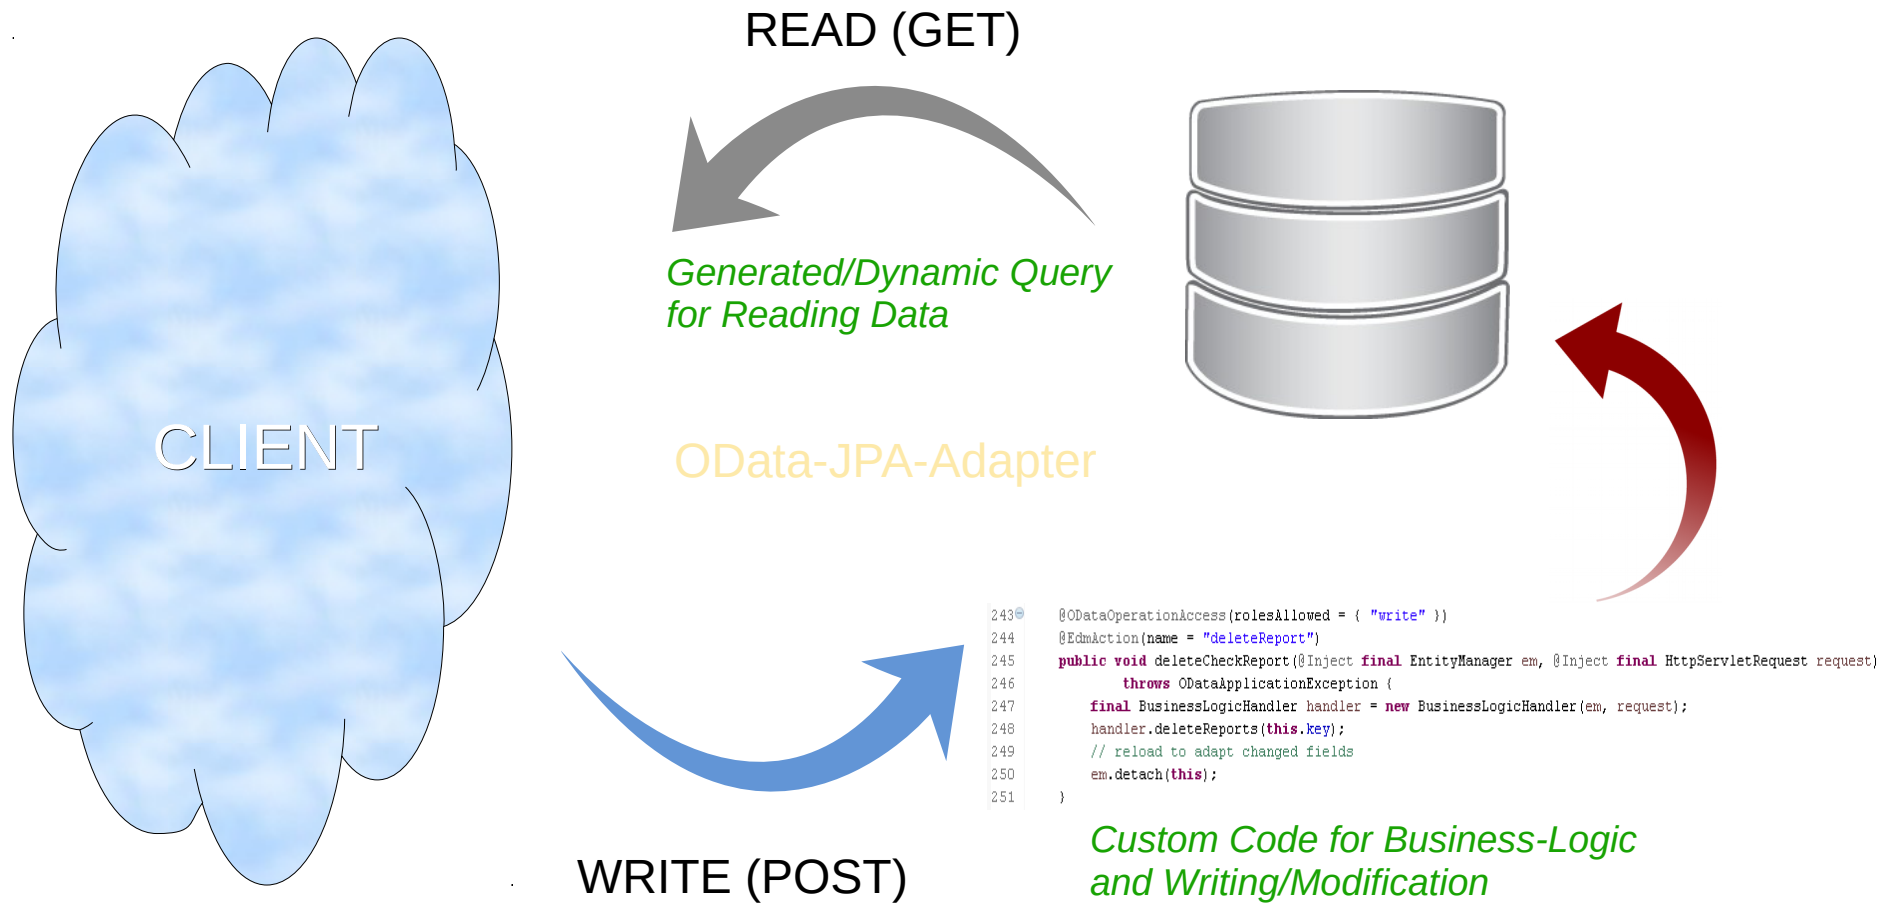 READ (GET)
Generated/Dynamic Query
for Reading Data
CLIENT
OData-JPA-Adapter
243 @ODataOperationAccess(rolesAllowed = { "write" })
244 @EdmAction(name = "deleteReport")
245 public void deleteCheckReport(@Inject final EntityManager em, @Inject final HttpServletRequest request)
246 throws ODataApplicationException {
247 final BusinessLogicHandler handler = new BusinessLogicHandler(em, request);
248 handler.deleteReports(this.key);
249 // reload to adapt changed fields
250 em.detach(this);
251 }
Custom Code for Business-Logic
and Writing/Modification
WRITE (POST)